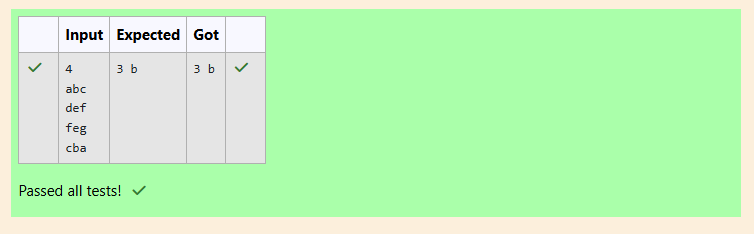 Input Expected Got
4 3 b 3 b
abc
def
feg
cba
Passed all tests!